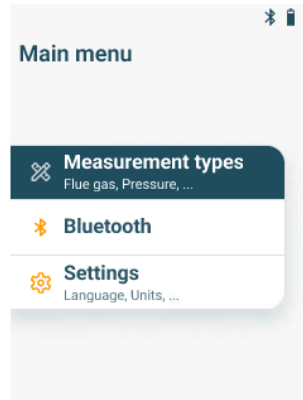 Main menu
Measurement types
Flue gas, Pressure, ...
Bluetooth
Settings
Language, Units, ...